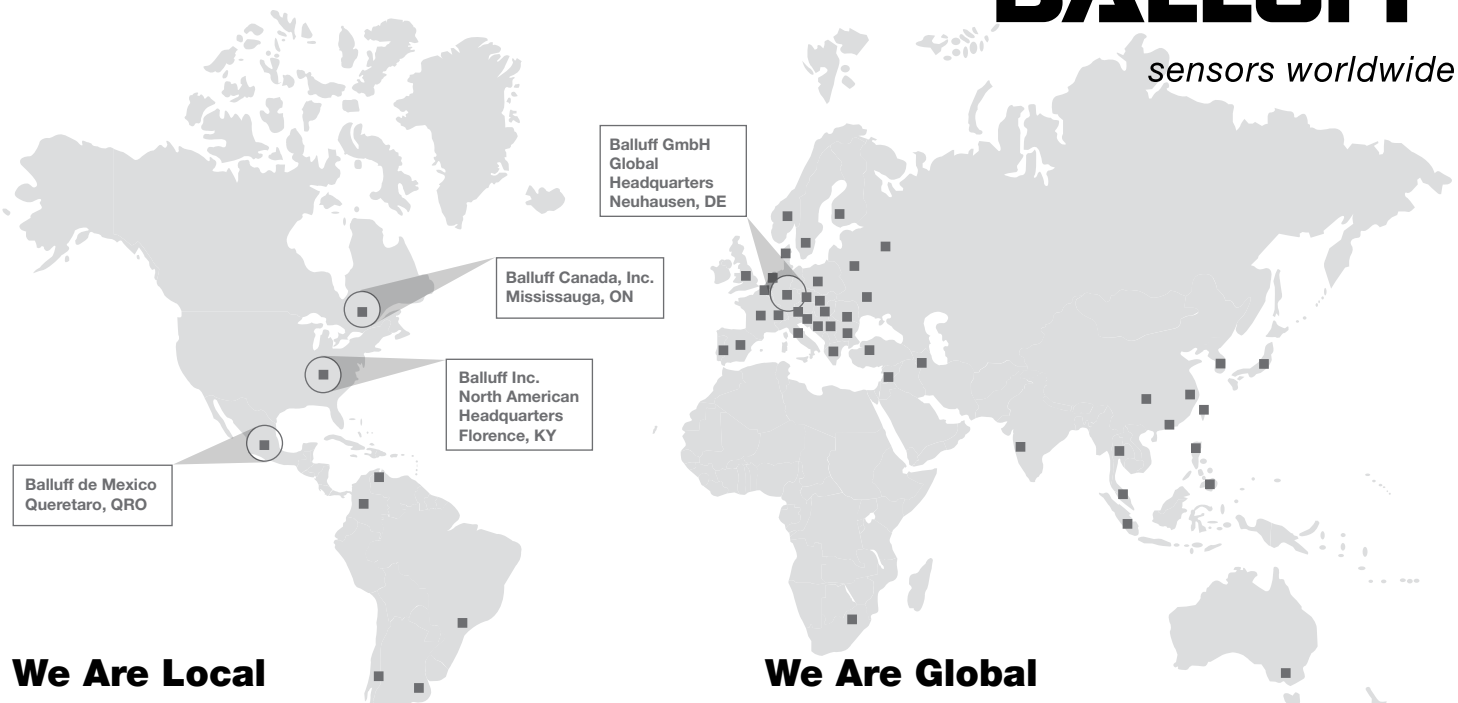 BALLUFF
sensors worldwide
Balluff GmbH
Global
Headquarters
Neuhausen, DE
Balluff Canada, Inc.
Mississauga, ON
Balluff Inc.
North American
Headquarters
Florence, KY
Balluff de Mexico
Queretaro, QRO
We Are Local
We Are Global